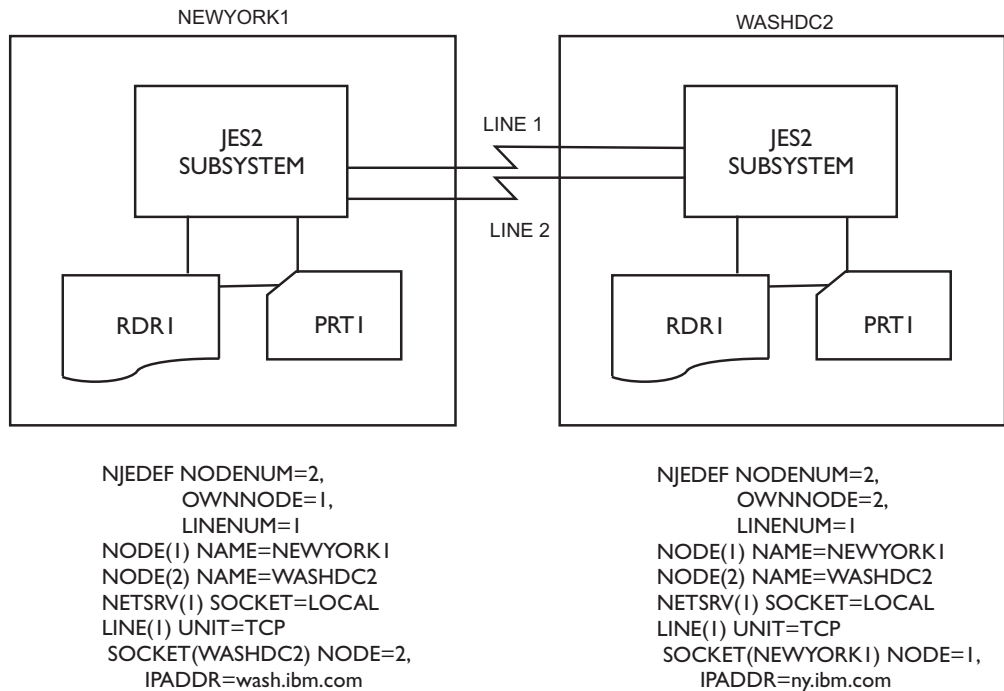 NEWYORK1
WASHDC2
JES2
SUBSYSTEM
LINE 1
LINE 2
JES2
SUBSYSTEM
RDR1
PRT1
RDR1
PRT1
NJEDEF NODENUM=2,
OWNNODE=1,
LINENUM=1
NODE(1) NAME=NEWYORK1
NODE(2) NAME=WASHDC2
NETSRV(1) SOCKET=LOCAL
LINE(1) UNIT=TCP
SOCKET(WASHDC2) NODE=2,
IPADDR=wash.ibm.com
NJEDEF NODENUM=2,
OWNNODE=2,
LINENUM=1
NODE(1) NAME=NEWYORK1
NODE(2) NAME=WASHDC2
NETSRV(1) SOCKET=LOCAL
LINE(1) UNIT=TCP
SOCKET(NEWYORK1) NODE=1,
IPADDR=ny.ibm.com